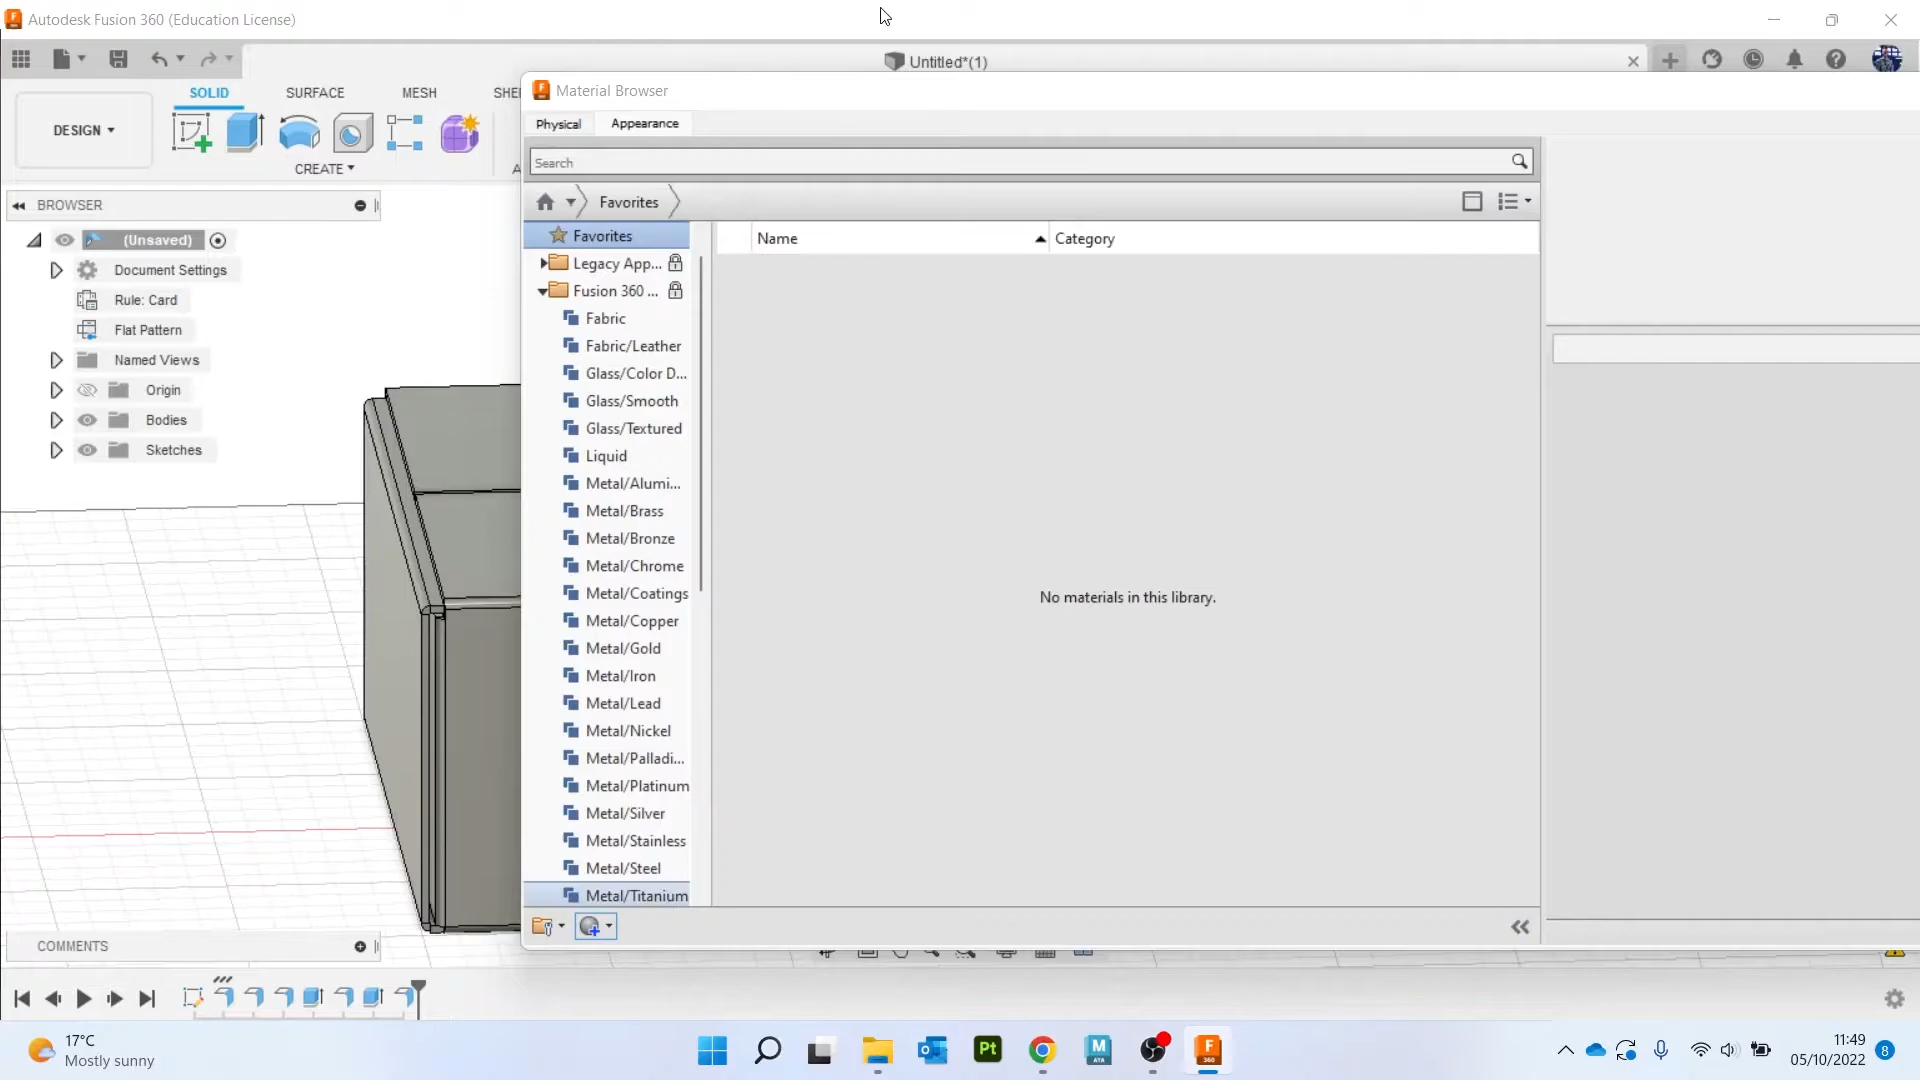 Autodesk Fusion 360 (Education License)
Untitled*(1)
SOLID
SURFACE
MESH
SHE
DESIGN
CREATE
Material Browser
Physical
Appearance
Search
Favorites
BROWSER
(Unsaved)
Document Settings
Rule: Card
Flat Pattern
Named Views
Origin
Bodies
Sketches
Favorites
Legacy App...
Fusion 360 ...
Fabric
Fabric/Leather
Glass/Color D...
Glass/Smooth
Glass/Textured
Liquid
Metal/Alumi...
Metal/Brass
Metal/Bronze
Metal/Chrome
Metal/Coatings
Metal/Copper
Metal/Gold
Metal/Iron
Metal/Lead
Metal/Nickel
Metal/Palladi...
Metal/Platinum
Metal/Silver
Metal/Stainless
Metal/Steel
Metal/Titanium
Name
Category
No materials in this library.
COMMENTS
17°C
Mostly sunny
Pt
M
AYA
F
360
11:49
05/10/2022
8